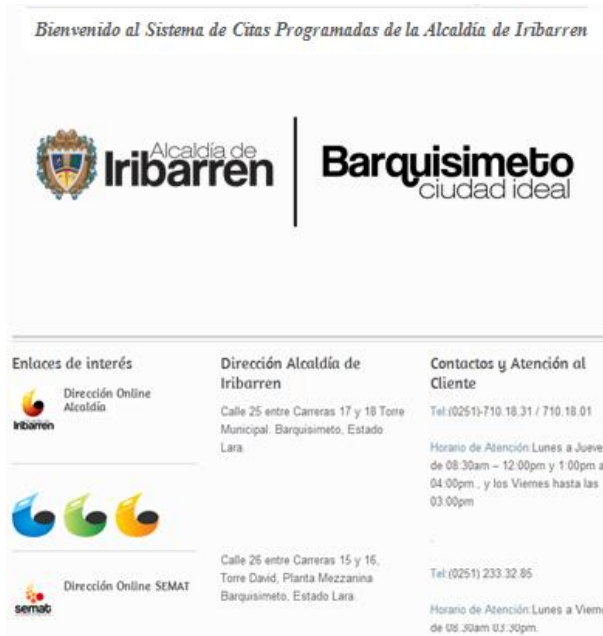 Bienvenido al Sistema de Citas Programadas de la Alcaldía de Iribarren
Alcaldía de
Iribarren
Barquisimeto
ciudad ideal
Enlaces de interés
Dirección Online
Alcaldía
Iribarren
Dirección Online SEMAT
semat
Dirección Alcaldía de
Iribarren
Calle 25 entre Carreras 17 y 18 Torre
Municipal. Barquisimeto, Estado
Lara
Calle 26 entre Carreras 15 y 16,
Torre David, Planta Mezzanina
Barquisimeto, Estado Lara
Contactos y Atención al
Cliente
Tel:(0251)-710.18.31 / 710.18.01
Horario de Atención:Lunes a Jueve
de 08:30am – 12:00pm y 1:00pm a
04:00pm., y los Viernes hasta las
03:00pm
Tel:(0251) 233.32.85
Horario de Atención:Lunes a Vierne
de 08:30am 03:30pm.